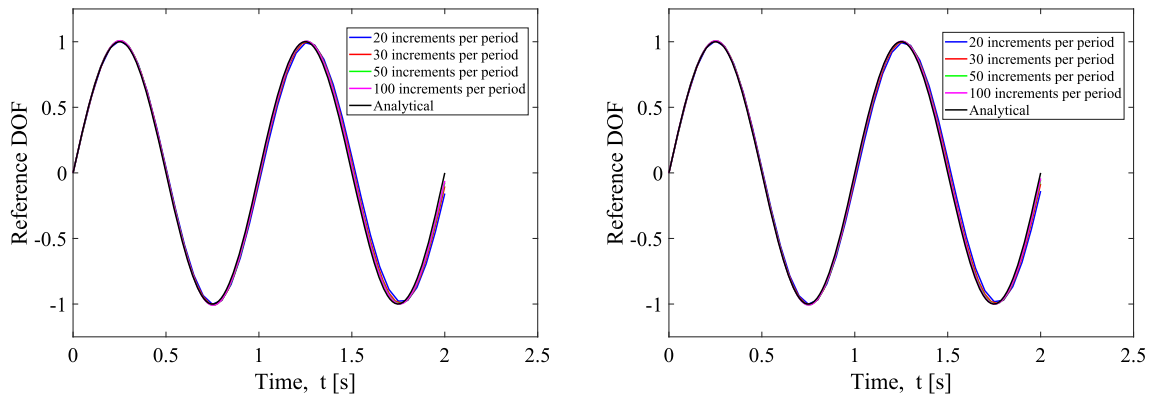 1
0.5
0
-0.5
-1
0
0.5
1
1.5
2
2.5
Reference DOF
Time, t [s]
20 increments per period
30 increments per period
50 increments per period
100 increments per period
Analytical
1
0.5
0
-0.5
-1
0
0.5
1
1.5
2
2.5
Reference DOF
Time, t [s]
20 increments per period
30 increments per period
50 increments per period
100 increments per period
Analytical